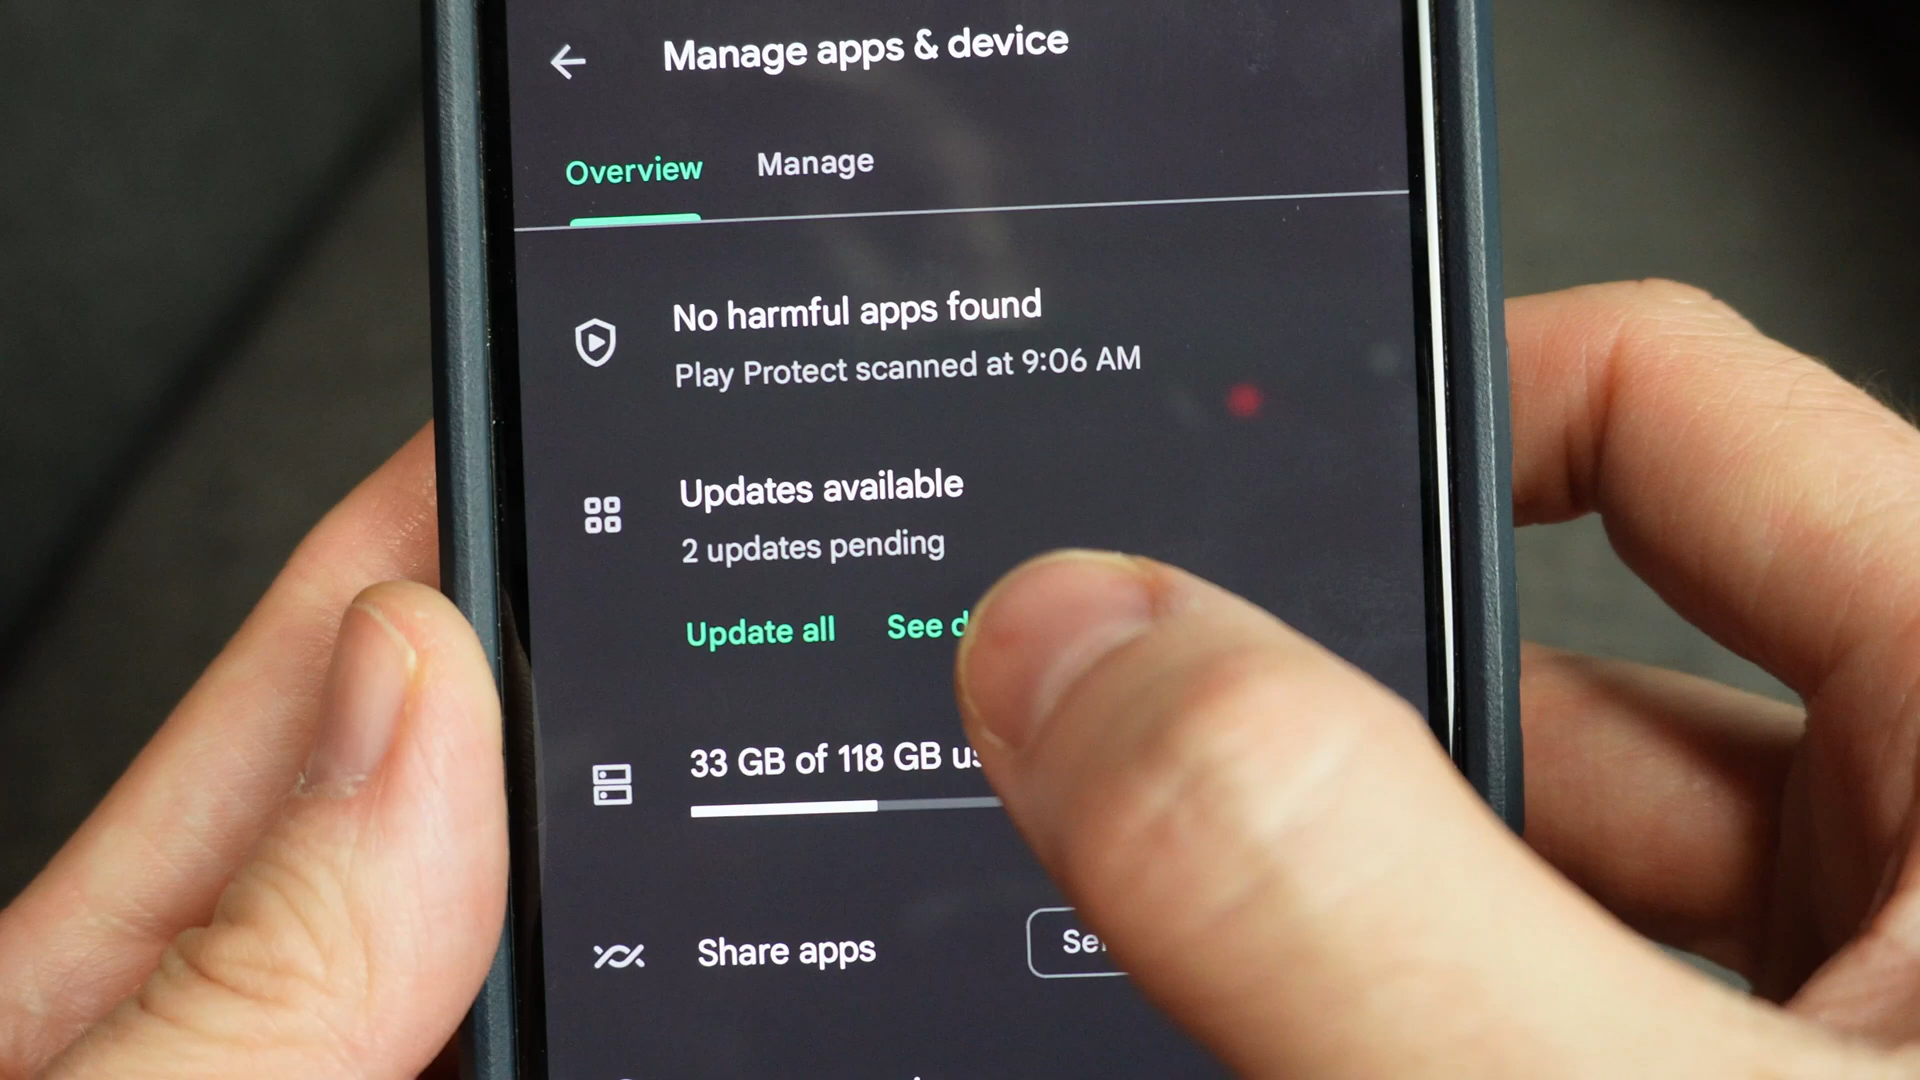 Manage apps & device
Overview Manage
No harmful apps found
Play Protect scanned at 9:06 AM
Updates available
2 updates pending
Update all See
33 GB of 118 GB
Share apps